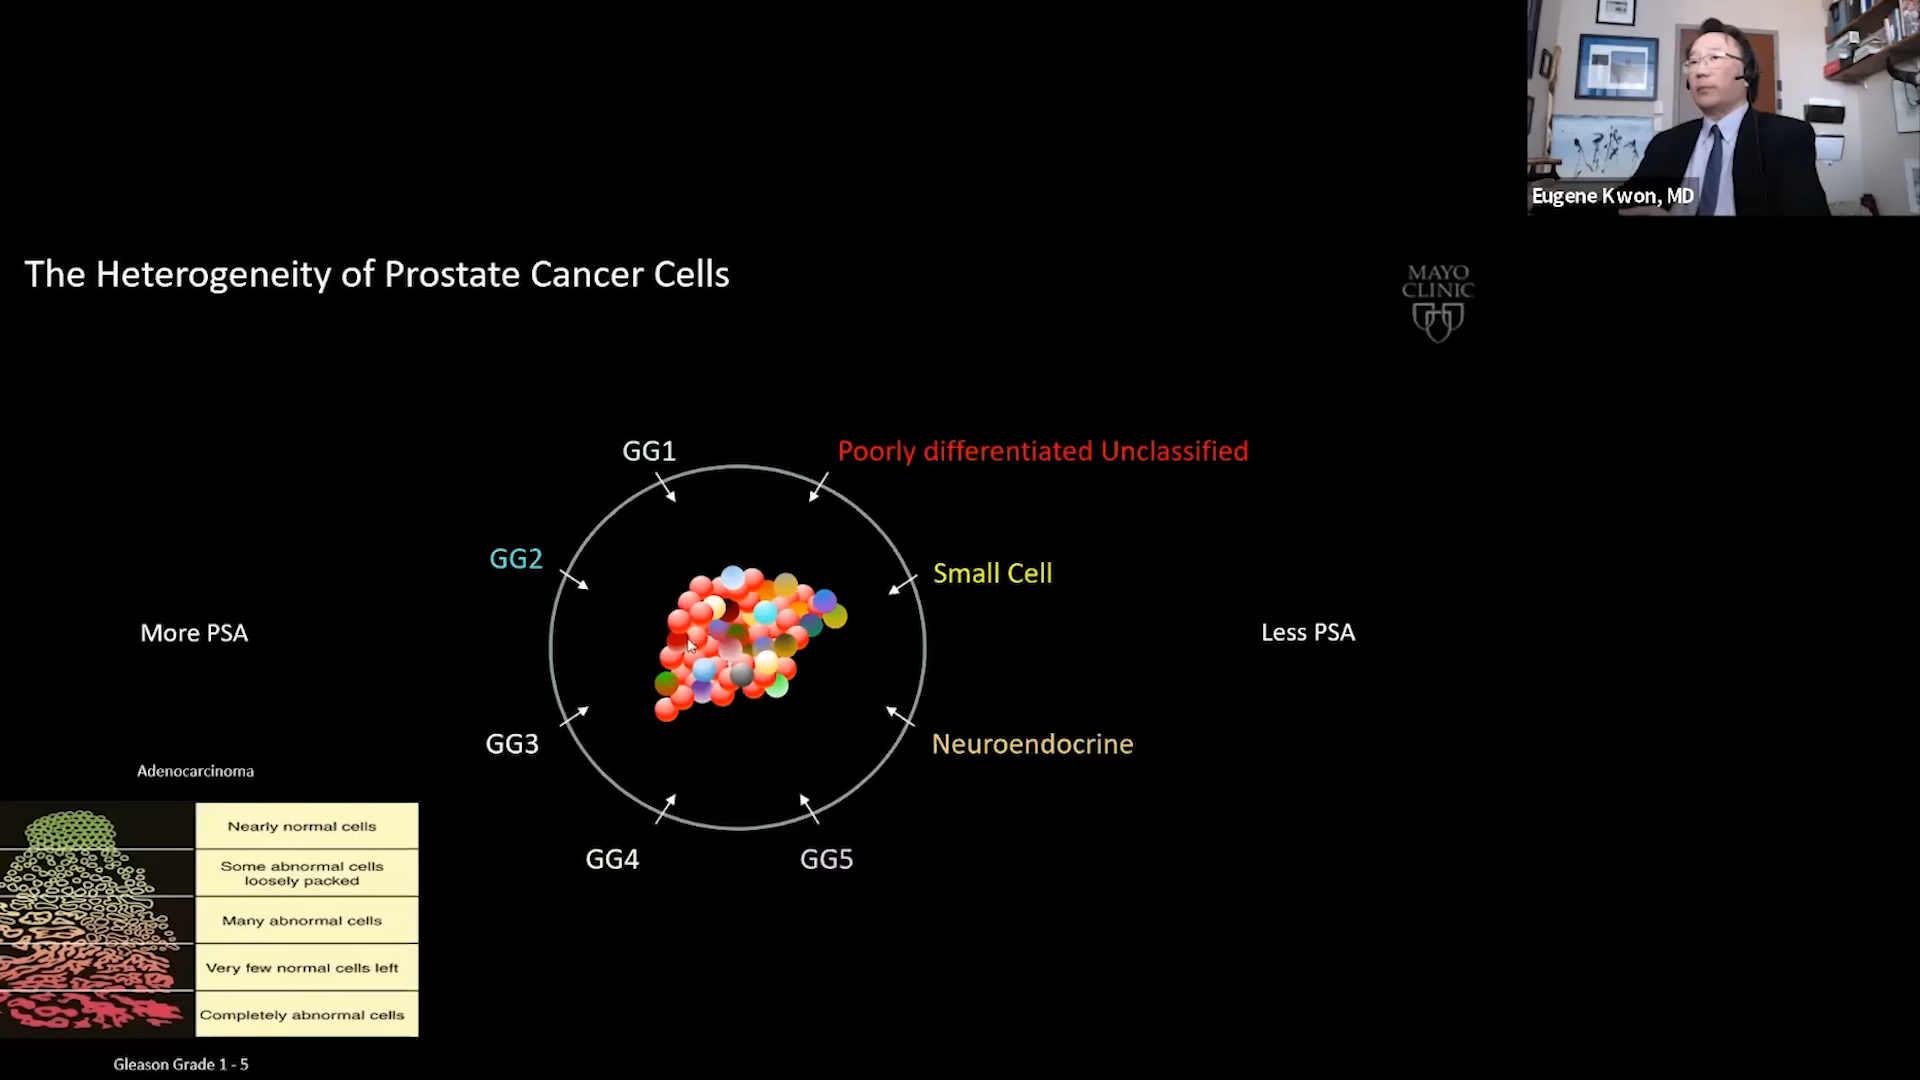 Eugene Kwon, MD
The Heterogeneity of Prostate Cancer Cells
MAYO
CLINIC
GG1
Poorly differentiated Unclassified
GG2
Small Cell
More PSA
Less PSA
GG3
Neuroendocrine
GG4
GG5
Adenocarcinoma
Nearly normal cells
Some abnormal cells
loosely packed
Many abnormal cells
Very few normal cells left
Completely abnormal cells
Gleason Grade 1 - 5